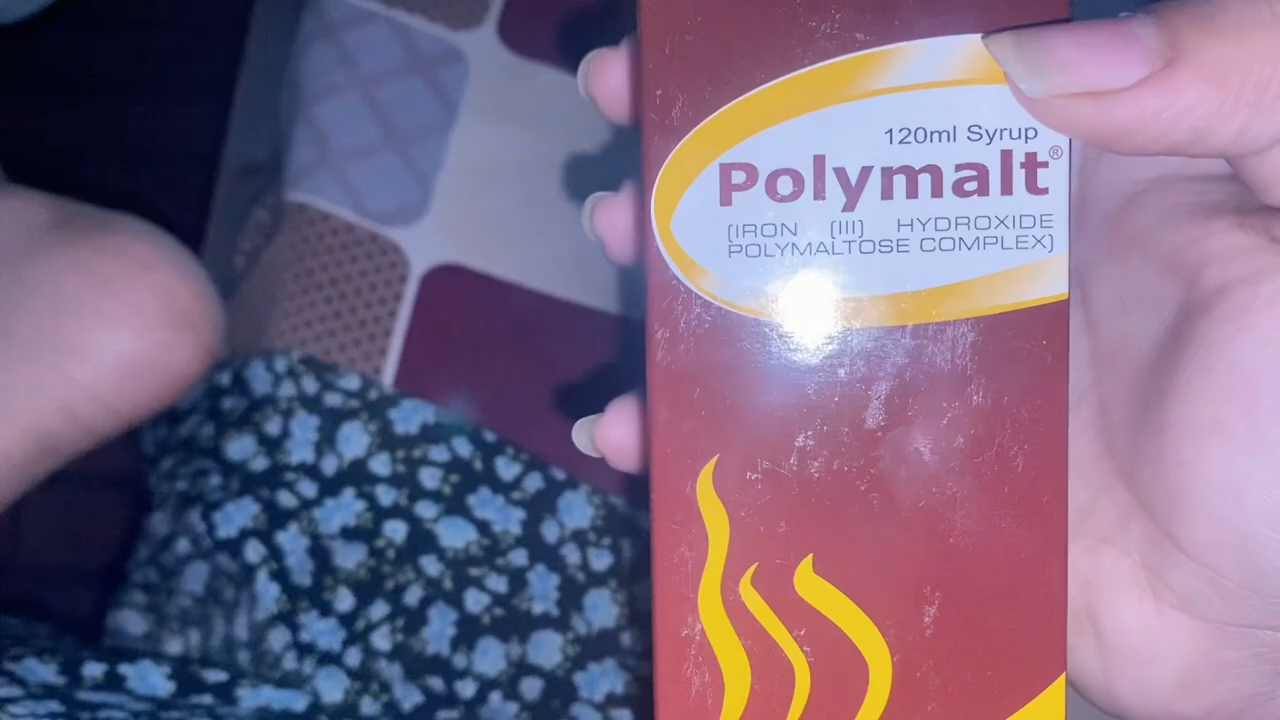 120ml Syrup
Polymalt®
(IRON (III) HYDROXIDE
POLYMALTOSE COMPLEX)